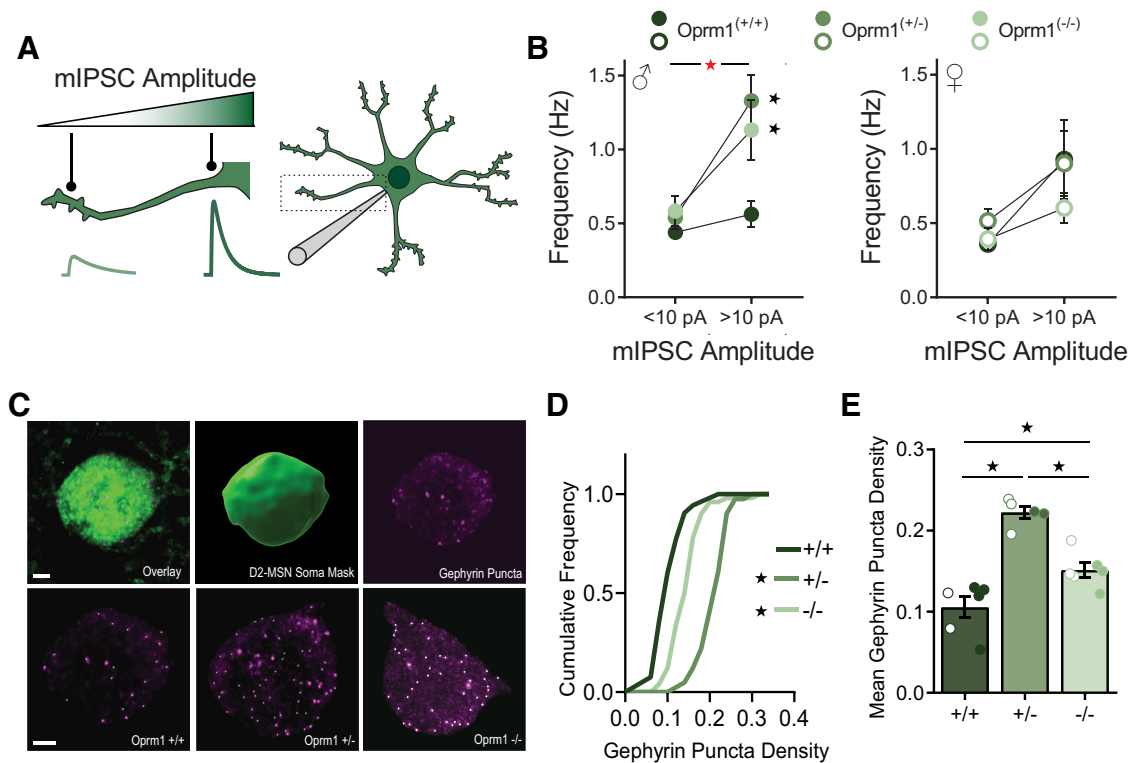 A
mIPSC Amplitude
B
Oprm1(+/+)
Oprm1(+/-)
Oprm1(-/-)
♂
1.5
1.0
0.5
0.0
Frequency (Hz)
<10 pA >10 pA
mIPSC Amplitude
♀
1.5
1.0
0.5
0.0
Frequency (Hz)
<10 pA >10 pA
mIPSC Amplitude
C
Overlay
D2-MSN Soma Mask
Gephyrin Puncta
Oprm1 +/+
Oprm1 +/-
Oprm1 -/-
D
Cumulative Frequency
1.0
0.5
0.0
+/+
+/-
-/-
0.0 0.2 0.4
Gephyrin Puncta Density
E
Mean Gephyrin Puncta Density
0.3
0.2
0.1
0.0
+/+ +/- -/-